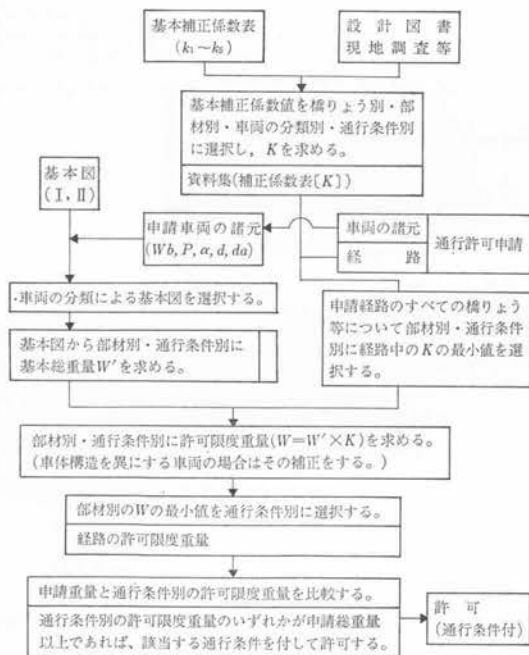 基本補正係数表
(k₁~k₈)
設計図書
現地調査等
基本補正係数値を橋りょう別・部
材別・車両の分類別・通行条件別
に選択し, Kを求める。
資料集(補正係数表[K])
基本図
(I, II)
申請車両の諸元
(Wb, P, α, d, da)
車両の諸元
経路
通行許可申請
・車両の分類による基本図を選択する。
基本図から部材別・通行条件別に
基本総重量W'を求める。
申請経路のすべての橋りょう
等について部材別・通行条件
別に経路中のKの最小値を
選択する。
部材別・通行条件別に許可限度重量(W=W'×K)を求める。
(車体構造を異にする車両の場合はその補正をする。)
部材別のWの最小値を通行条件別に選択する。
経路の許可限度重量
申請重量と通行条件別の許可限度重量を比較する。
通行条件別の許可限度重量のいずれかが申請総重量
以上であれば、該当する通行条件を付して許可する。
許可
(通行条件付)